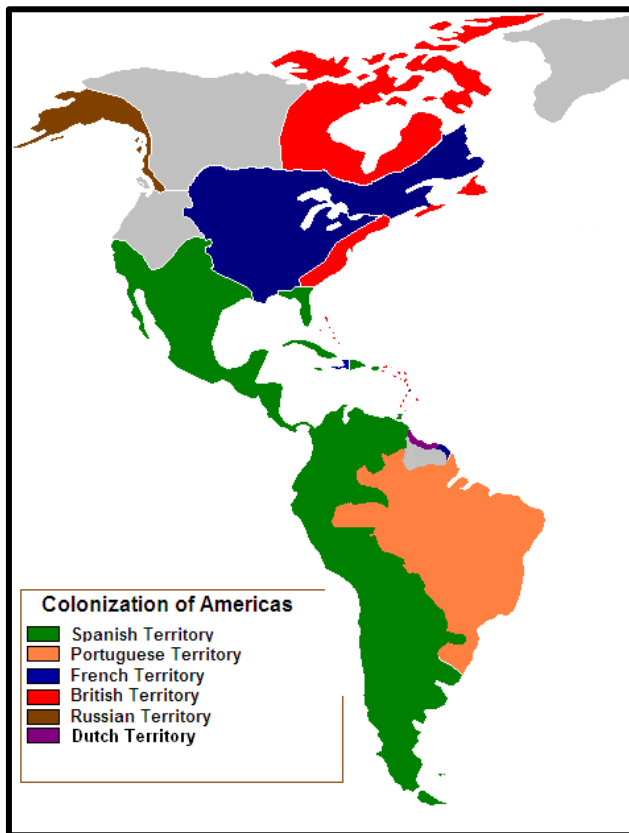 Colonization of Americas
Spanish Territory
Portuguese Territory
French Territory
British Territory
Russian Territory
Dutch Territory